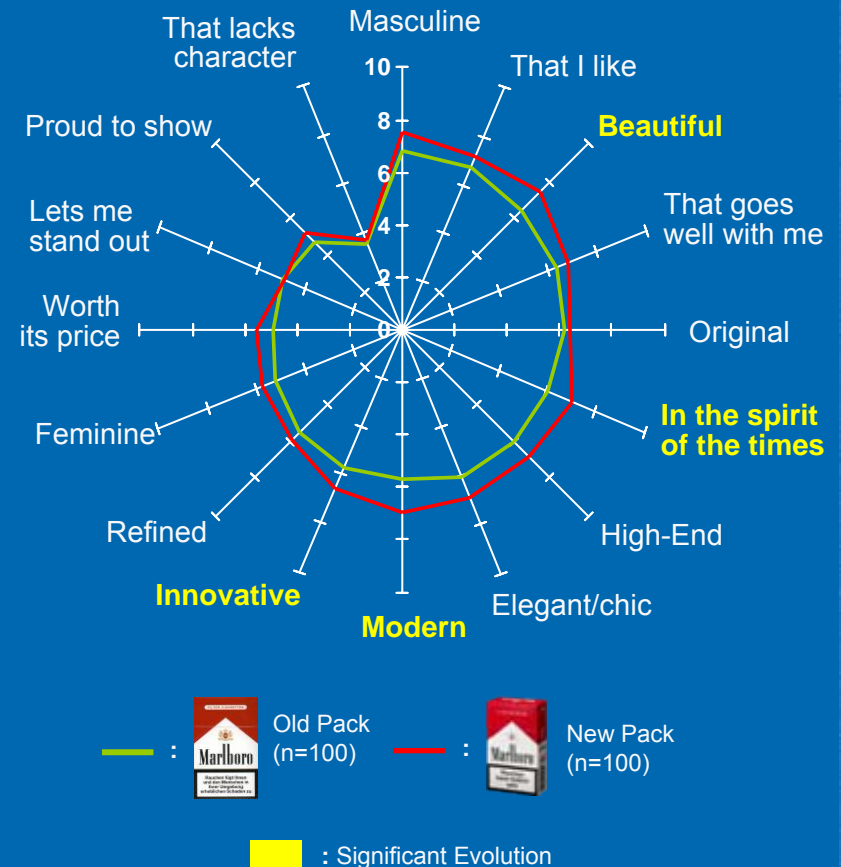 Masculine
That lacks
character
That I like
Proud to show
Beautiful
Lets me
stand out
That goes
well with me
Worth
its price
Original
Feminine
In the spirit
of the times
Refined
High-End
Innovative
Elegant/chic
Modern
10
8
6
4
2
0
: Marlboro
Old Pack
(n=100)
: Marlboro
New Pack
(n=100)
: Significant Evolution